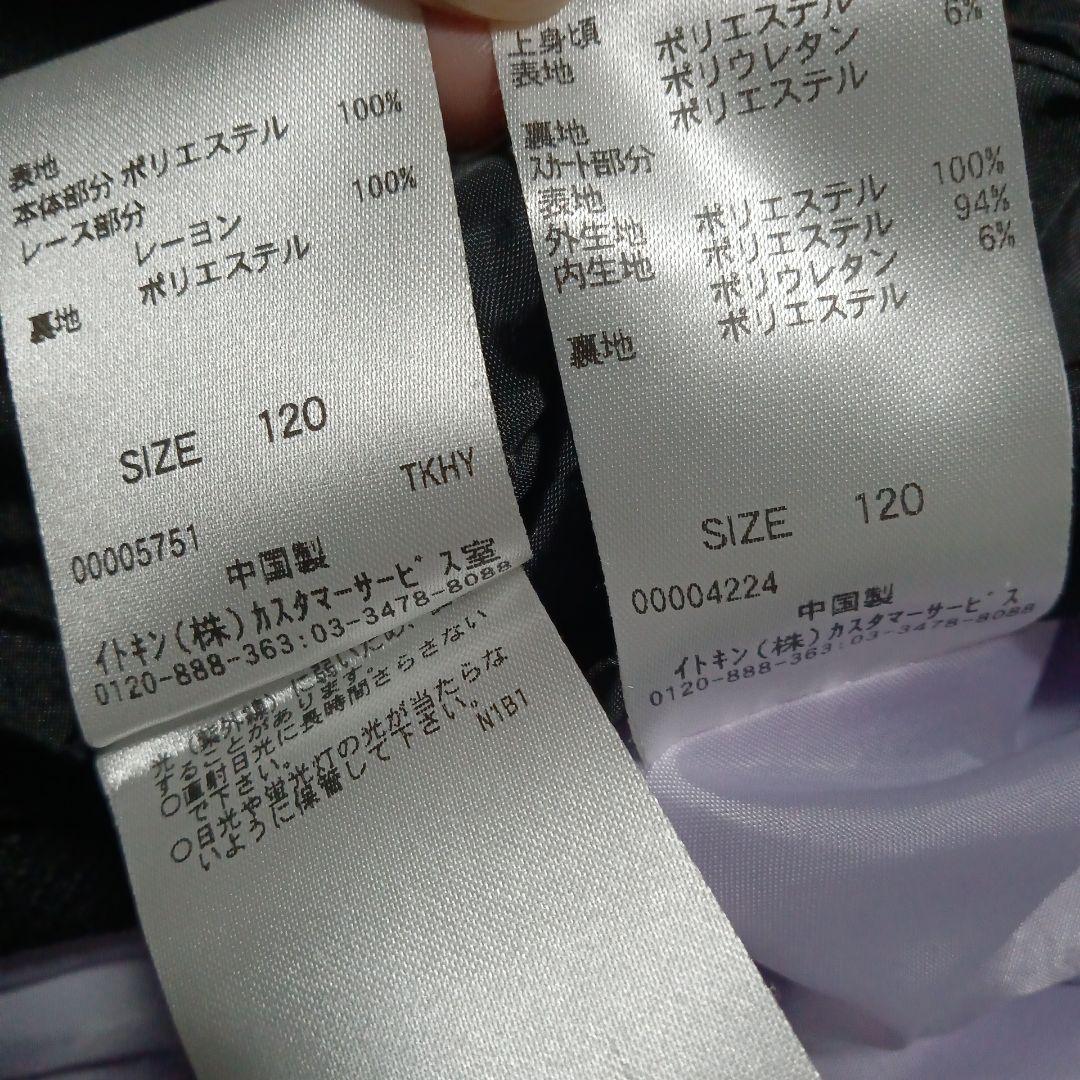 表地
本体部分 ポリエステル 100%
レース部分
レーヨン 100%
ポリエステル
裏地
SIZE 120
TKHY
00005751
中国製
イトキン(株)カスタマーサービス室
0120-888-363:03-3478-8088
光(紫外線)に弱いため、
る ことがあります。
○直射日光に長時間さらさない
で下さい。
○日光や蛍光灯の光が当たらな
いように保管して下さい。
N1B1
上身頃
表地 ポリエステル
ポリウレタン 6%
裏地 ポリエステル
スカート部分
表地
外生地 ポリエステル 100%
内生地 ポリエステル 94%
ポリウレタン 6%
裏地 ポリエステル
SIZE 120
00004224
中国製
イトキン(株)カスタマーサービス
0120-888-363:03-3478-8088